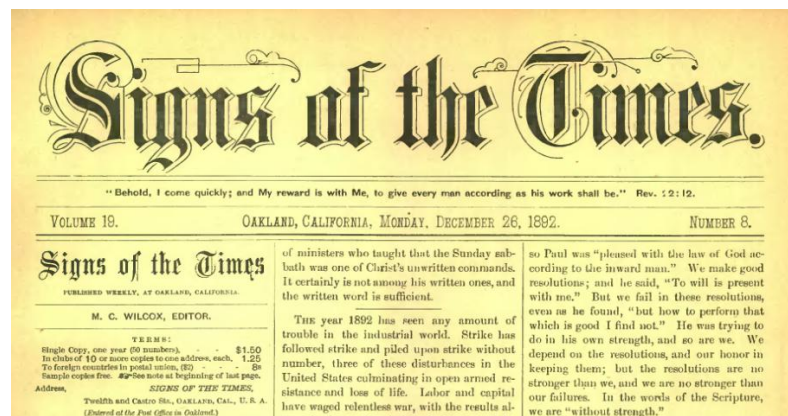 Signs of the Times.
"Behold, I come quickly; and My reward is with Me, to give every man according as his work shall be." Rev. 22:12.
VOLUME 19. OAKLAND, CALIFORNIA, MONDAY, DECEMBER 26, 1892. NUMBER 8.
Signs of the Times
PUBLISHED WEEKLY, AT OAKLAND, CALIFORNIA.
M. C. WILCOX, EDITOR.
TERMS:
Single Copy, one year (50 numbers), - - - $1.50
In clubs of 10 or more copies to one address, each, 1.25
To foreign countries in postal union, ($2) - - - 8s
Sample copies free. ☞See note at beginning of last page.
Address, SIGNS OF THE TIMES,
Twelfth and Castro Sts., OAKLAND, CAL., U. S. A.
(Entered at the Post Office in Oakland.)
of ministers who taught that the Sunday sab-
bath was one of Christ's unwritten commands.
It certainly is not among his written ones, and
the written word is sufficient.
THE year 1892 has seen any amount of
trouble in the industrial world. Strike has
followed strike and piled upon strike without
number, three of these disturbances in the
United States culminating in open armed re-
sistance and loss of life. Labor and capital
have waged relentless war, with the results al-
so Paul was "pleased with the law of God ac-
cording to the inward man." We make good
resolutions; and he said, "To will is present
with me." But we fail in these resolutions,
even as he found, "but how to perform that
which is good I find not." He was trying to
do in his own strength, and so are we. We
depend on the resolutions, and our honor in
keeping them; but the resolutions are no
stronger than we, and we are no stronger than
our failures. In the words of the Scripture,
we are "without strength."